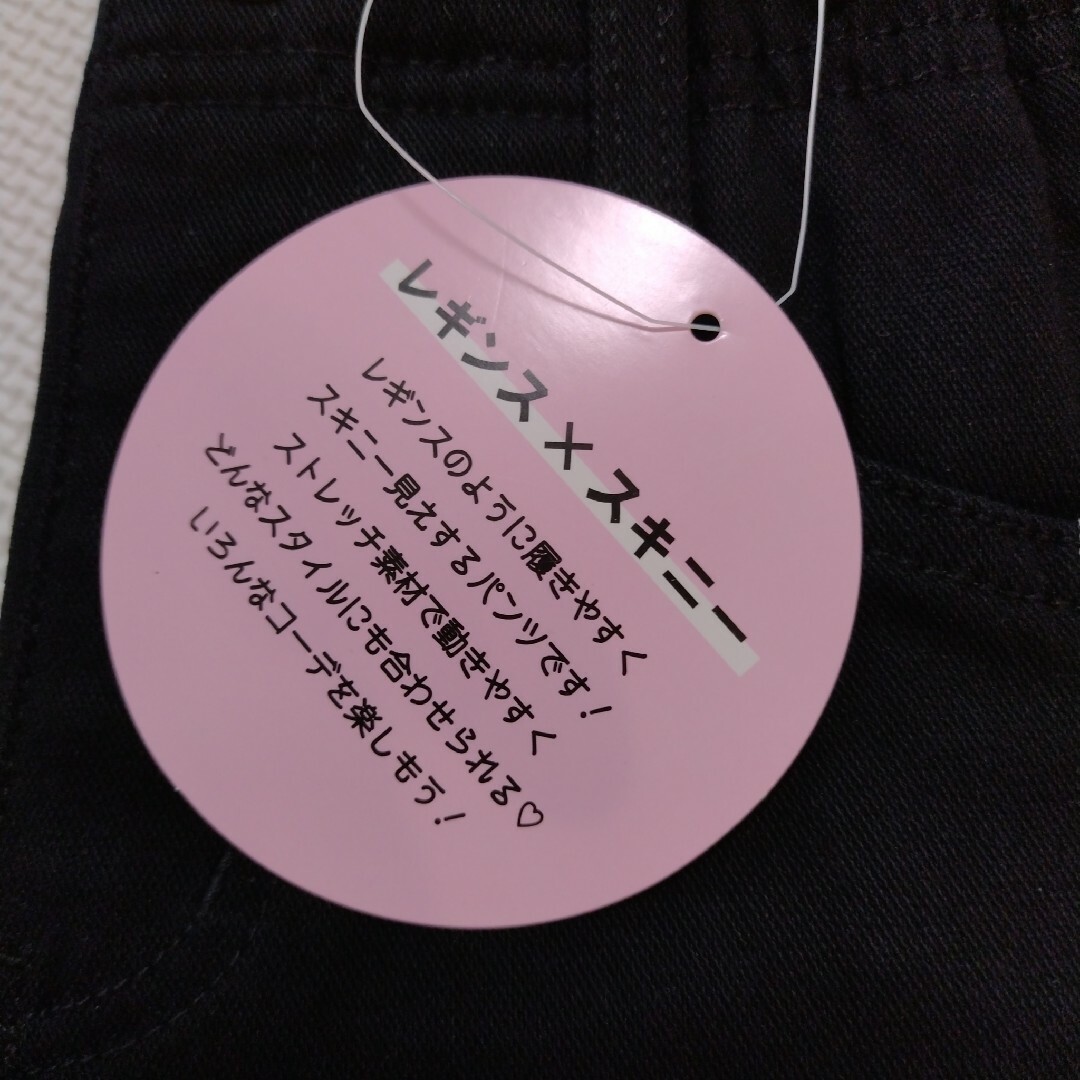 レギンス×スキニー
レギンスのように履きやすく
スキニー見えするパンツです!
ストレッチ素材で動きやすく
どんなスタイルにも合わせられる♡
いろんなコーデを楽しもう!